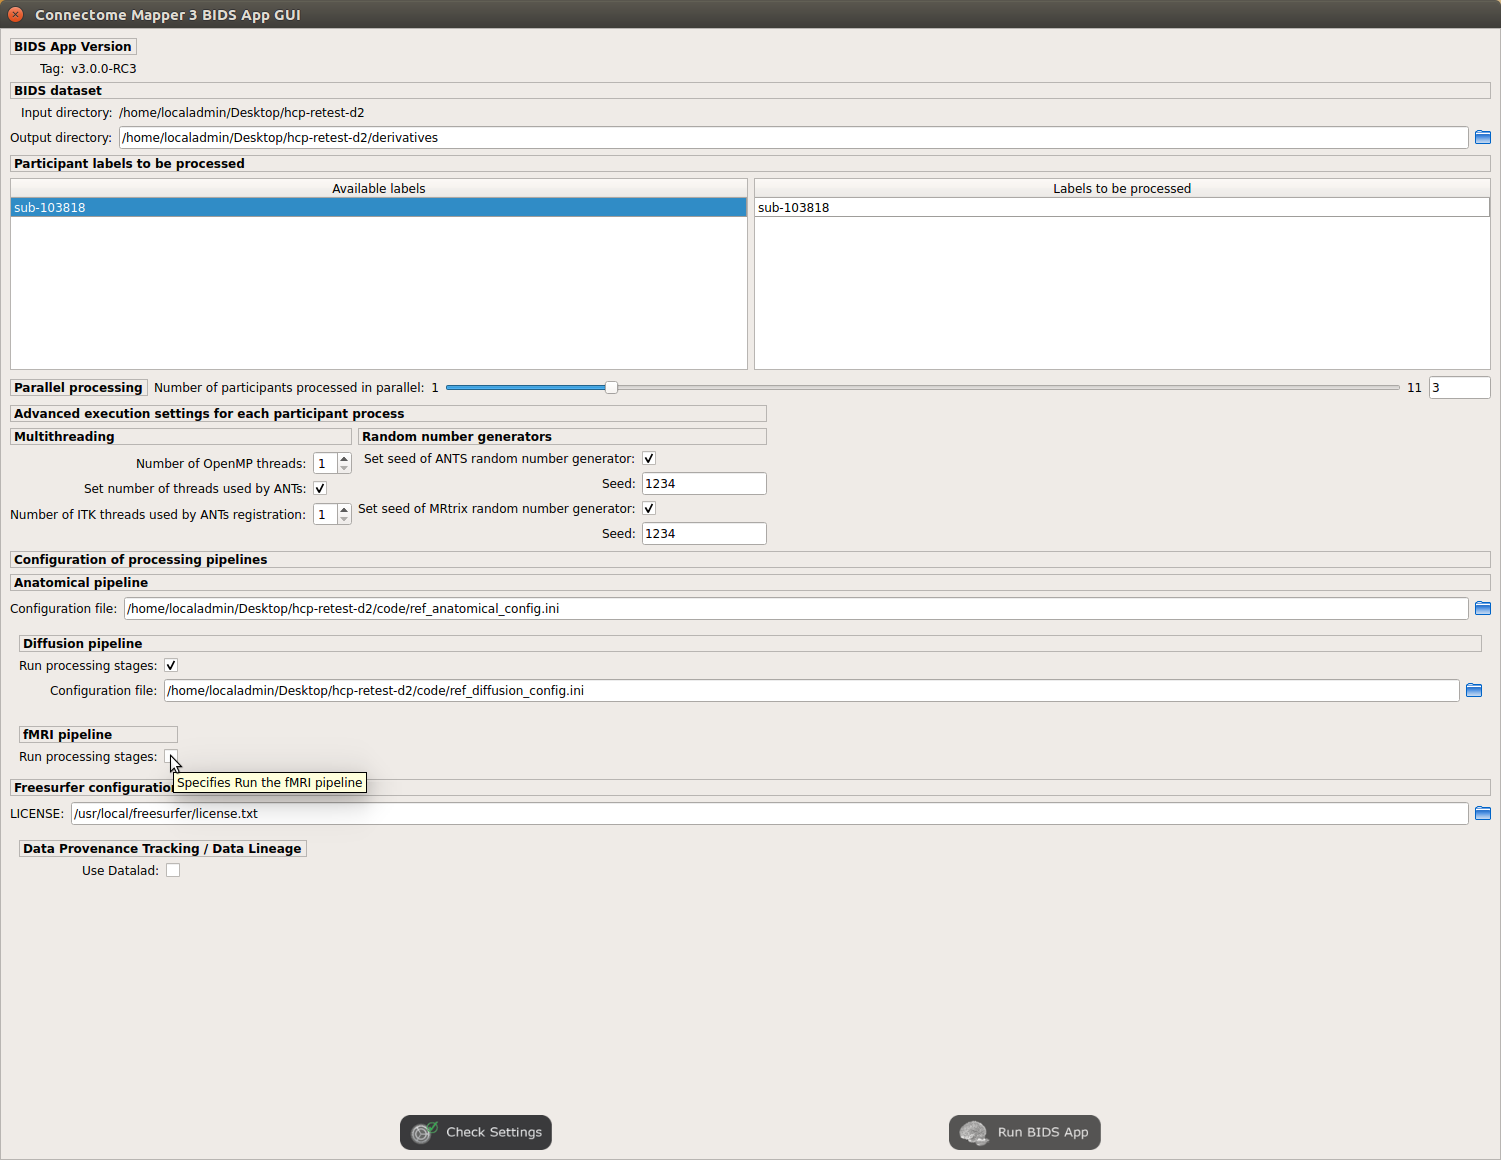 Connectome Mapper 3 BIDS App GUI
BIDS App Version
Tag: v3.0.0-RC3
BIDS dataset
Input directory: /home/localadmin/Desktop/hcp-retest-d2
Output directory: /home/localadmin/Desktop/hcp-retest-d2/derivatives
Participant labels to be processed
Available labels
sub-103818
Labels to be processed
sub-103818
Parallel processing Number of participants processed in parallel: 1 11 3
Advanced execution settings for each participant process
Multithreading
Number of OpenMP threads: 1
Set number of threads used by ANTs:
Number of ITK threads used by ANTs registration: 1
Random number generators
Set seed of ANTS random number generator:
Seed: 1234
Set seed of MRtrix random number generator:
Seed: 1234
Configuration of processing pipelines
Anatomical pipeline
Configuration file: /home/localadmin/Desktop/hcp-retest-d2/code/ref_anatomical_config.ini
Diffusion pipeline
Run processing stages:
Configuration file: /home/localadmin/Desktop/hcp-retest-d2/code/ref_diffusion_config.ini
fMRI pipeline
Run processing stages:
Specifies Run the fMRI pipeline
Freesurfer configuration
LICENSE: /usr/local/freesurfer/license.txt
Data Provenance Tracking / Data Lineage
Use Datalad:
Check Settings
Run BIDS App